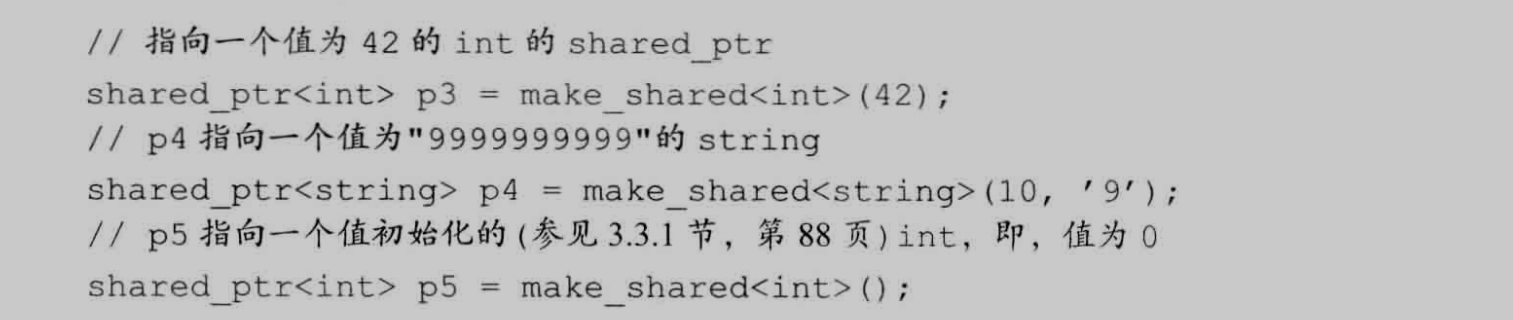 // 指向一个值为 42 的 int 的 shared_ptr
shared_ptr<int> p3 = make_shared<int>(42);
// p4 指向一个值为"9999999999"的 string
shared_ptr<string> p4 = make_shared<string>(10, '9');
// p5 指向一个值初始化的(参见 3.3.1 节, 第 88 页)int, 即, 值为 0
shared_ptr<int> p5 = make_shared<int>();